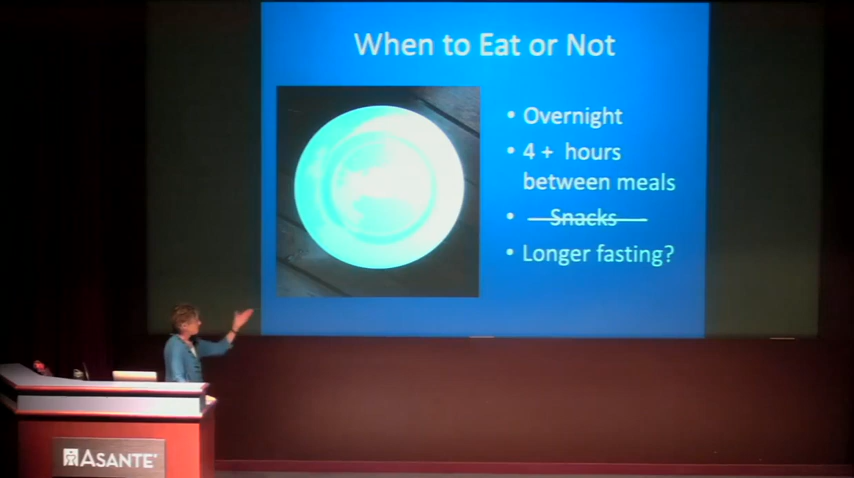 When to Eat or Not
• Overnight
• 4 + hours
between meals
• Snacks
• Longer fasting?
ASANTE